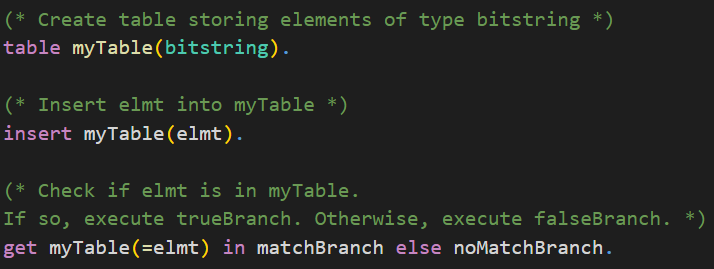 (* Create table storing elements of type bitstring *)
table myTable(bitstring).
(* Insert elmt into myTable *)
insert myTable(elmt).
(* Check if elmt is in myTable.
If so, execute trueBranch. Otherwise, execute falseBranch. *)
get myTable(=elmt) in matchBranch else noMatchBranch.